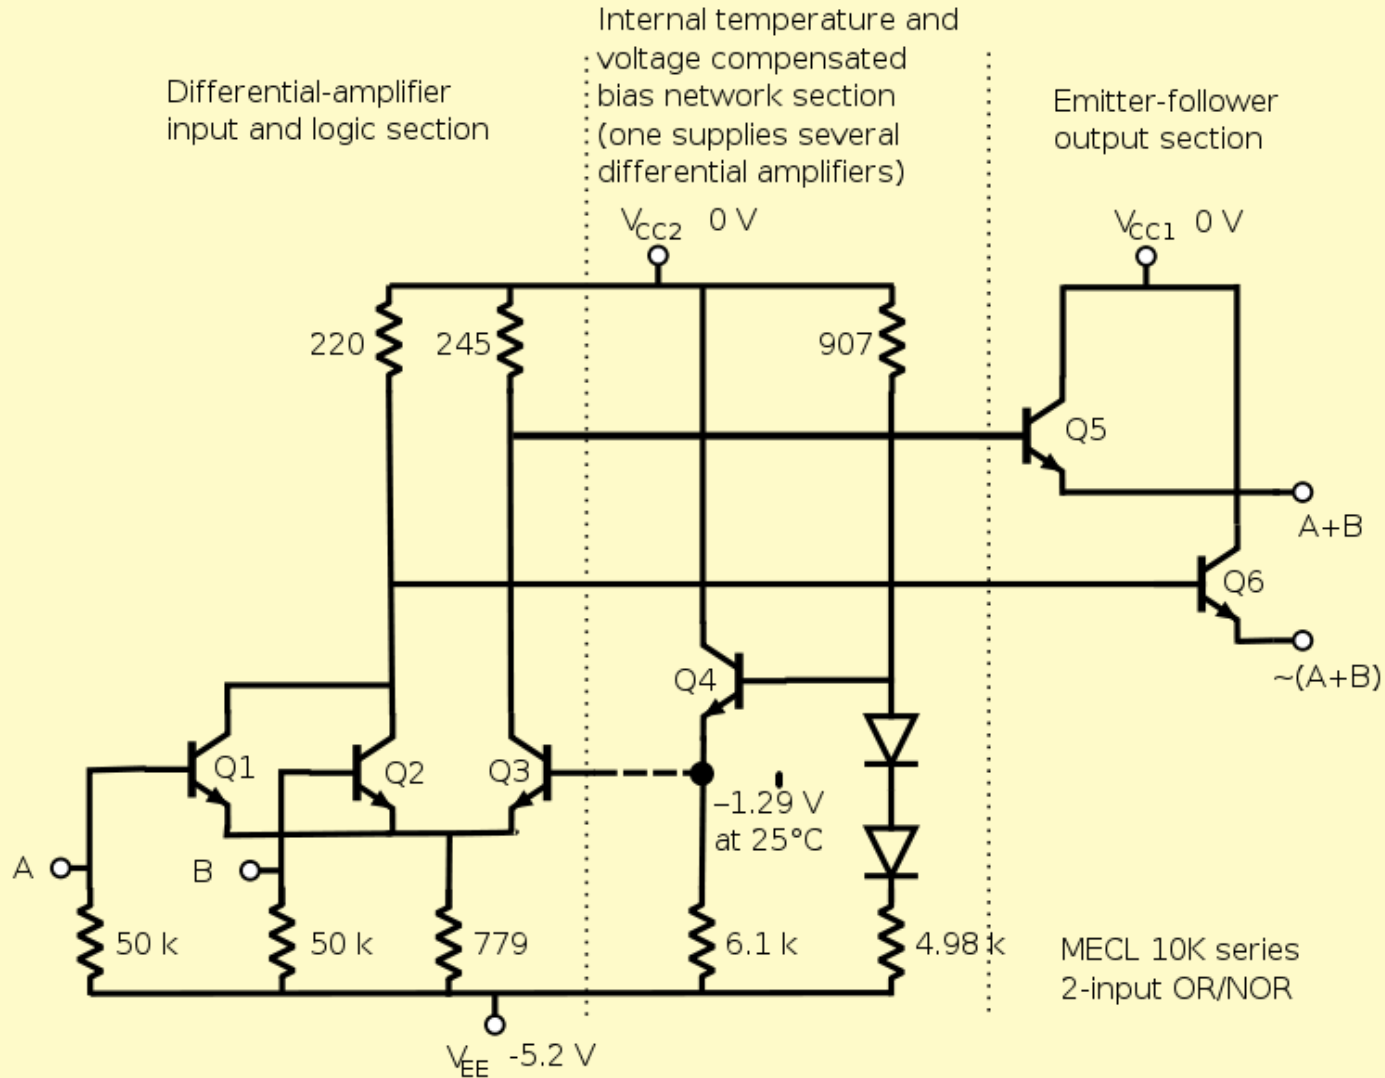 Differential-amplifier
input and logic section
Internal temperature and
voltage compensated
bias network section
(one supplies several
differential amplifiers)
Emitter-follower
output section
VCC2 0 V
VCC1 0 V
220
245
907
Q5
A+B
Q6
~(A+B)
Q4
Q1
Q2
Q3
–1.29 V
at 25°C
A
B
50 k
50 k
779
6.1 k
4.98 k
MECL 10K series
2-input OR/NOR
VEE -5.2 V